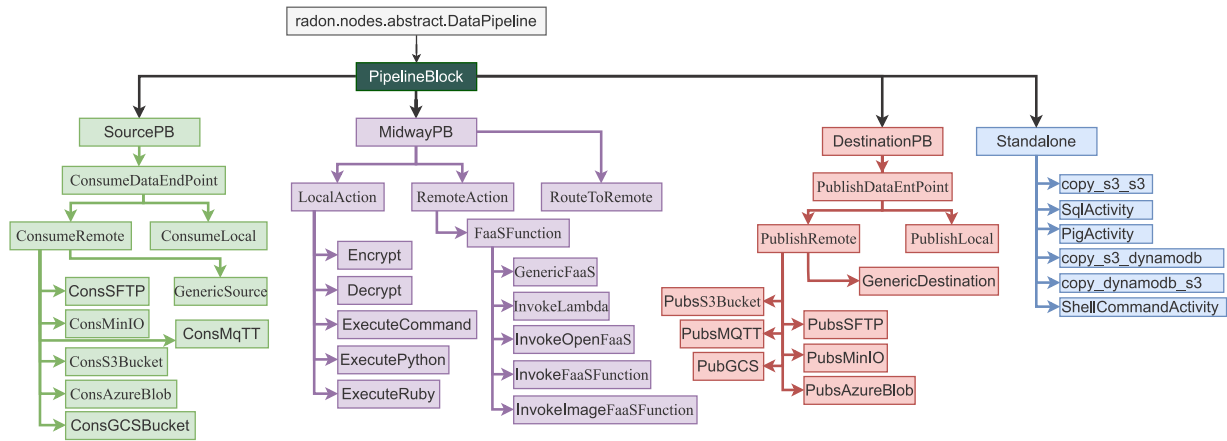 radon.nodes.abstract.DataPipeline
PipelineBlock
SourcePB
MidwayPB
DestinationPB
Standalone
ConsumeDataEndPoint
ConsumeRemote
ConsumeLocal
ConsSFTP
GenericSource
ConsMinIO
ConsMqTT
ConsS3Bucket
ConsAzureBlob
ConsGCSBucket
LocalAction
RemoteAction
RouteToRemote
Encrypt
Decrypt
ExecuteCommand
ExecutePython
ExecuteRuby
FaaSFunction
GenericFaaS
InvokeLambda
InvokeOpenFaaS
InvokeFaaSFunction
InvokeImageFaaSFunction
PublishDataEntPoint
PublishRemote
PublishLocal
GenericDestination
PubsS3Bucket
PubsMQTT
PubGCS
PubsSFTP
PubsMinIO
PubsAzureBlob
copy_s3_s3
SqlActivity
PigActivity
copy_s3_dynamodb
copy_dynamodb_s3
ShellCommandActivity